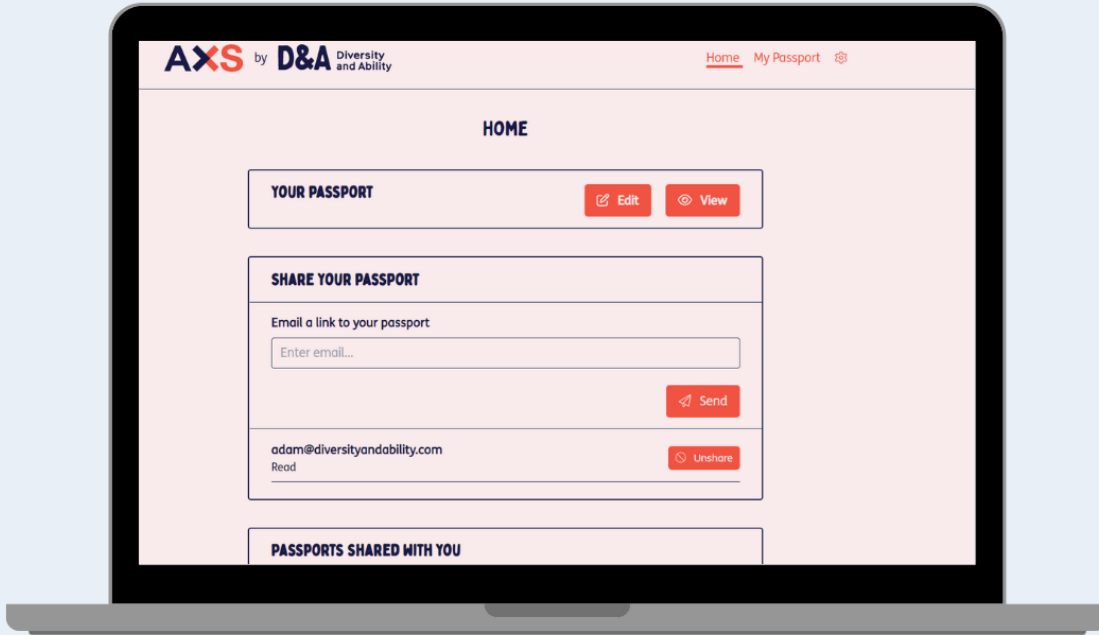 AXS by D&A Diversity and Ability
Home My Passport
HOME
YOUR PASSPORT
Edit View
SHARE YOUR PASSPORT
Email a link to your passport
Enter email...
Send
adam@diversityandability.com
Read
Unshare
PASSPORTS SHARED WITH YOU